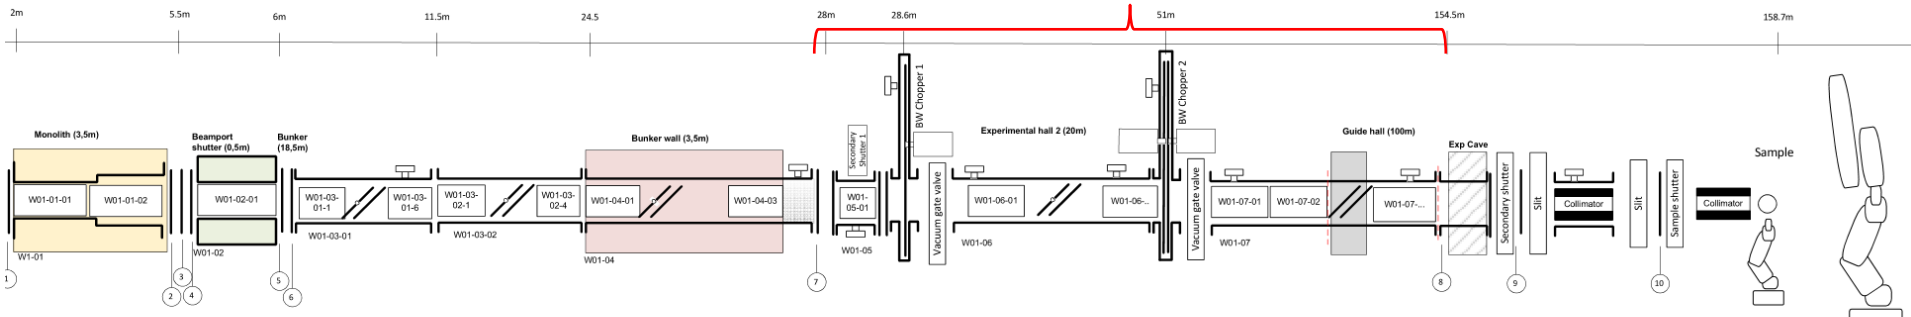 2m
5.5m
6m
11.5m
24.5
28m
28.6m
51m
154.5m
158.7m
Monolith (3,5m)
Beamport
shutter (0,5m)
Bunker
(18,5m)
Bunker wall (3,5m)
Secondary
Shutter 1
BW Chopper 1
Experimental hall 2 (20m)
BW Chopper 2
Guide hall (100m)
Exp Cave
Sample
W01-01-01
W01-01-02
W01-02-01
W01-03-
01-1
W01-03-
01-6
W01-03-
02-1
W01-03-
02-4
W01-04-01
W01-04-03
W01-
05-01
Vacuum gate valve
W01-06-01
W01-06-..
Vacuum gate valve
W01-07-01
W01-07-02
W01-07-...
Secondary shutter
Slit
Collimator
Slit
Sample shutter
Collimator
W1-01
W01-02
W01-03-01
W01-03-02
W01-04
W01-05
W01-06
W01-07
1
2
3
4
5
6
7
8
9
10